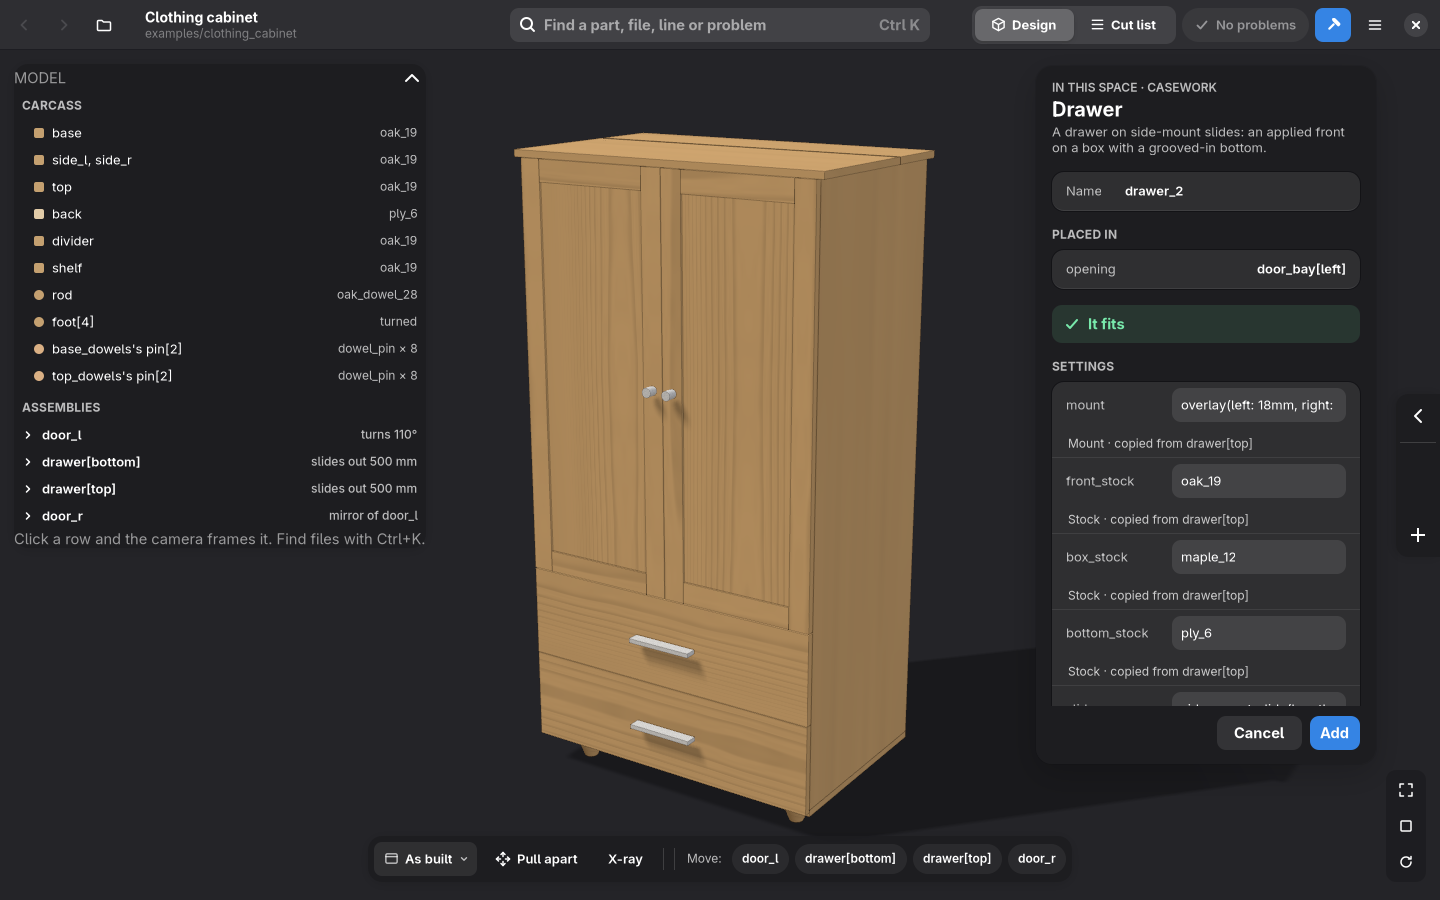 Clothing cabinet
examples/clothing_cabinet
Find a part, file, line or problem
Ctrl K
Design
Cut list
No problems
MODEL
CARCASS
base
oak_19
side_l, side_r
oak_19
top
oak_19
back
ply_6
divider
oak_19
shelf
oak_19
rod
oak_dowel_28
foot[4]
turned
base_dowels's pin[2]
dowel_pin × 8
top_dowels's pin[2]
dowel_pin × 8
ASSEMBLIES
door_l
turns 110°
drawer[bottom]
slides out 500 mm
drawer[top]
slides out 500 mm
door_r
mirror of door_l
Click a row and the camera frames it. Find files with Ctrl+K.
IN THIS SPACE · CASEWORK
Drawer
A drawer on side-mount slides: an applied front
on a box with a grooved-in bottom.
Name
drawer_2
PLACED IN
opening
door_bay[left]
It fits
SETTINGS
mount
overlay(left: 18mm, right:
Mount · copied from drawer[top]
front_stock
oak_19
Stock · copied from drawer[top]
box_stock
maple_12
Stock · copied from drawer[top]
bottom_stock
ply_6
Stock · copied from drawer[top]
Cancel
Add
As built
Pull apart
X-ray
Move:
door_l
drawer[bottom]
drawer[top]
door_r